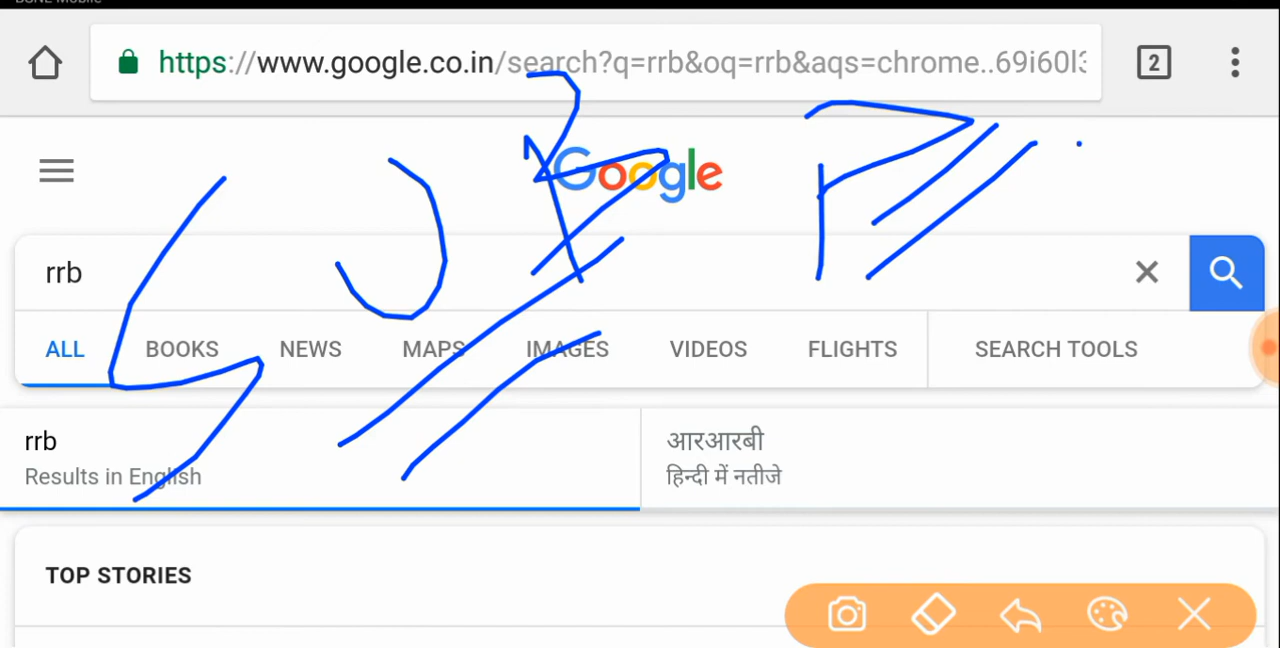 https://www.google.co.in/search?q=rrb&oq=rrb&aqs=chrome..69i60l3
2
Google
rrb
ALL BOOKS NEWS MAPS IMAGES VIDEOS FLIGHTS SEARCH TOOLS
rrb आरआरबी
Results in English हिन्दी में नतीजे
TOP STORIES